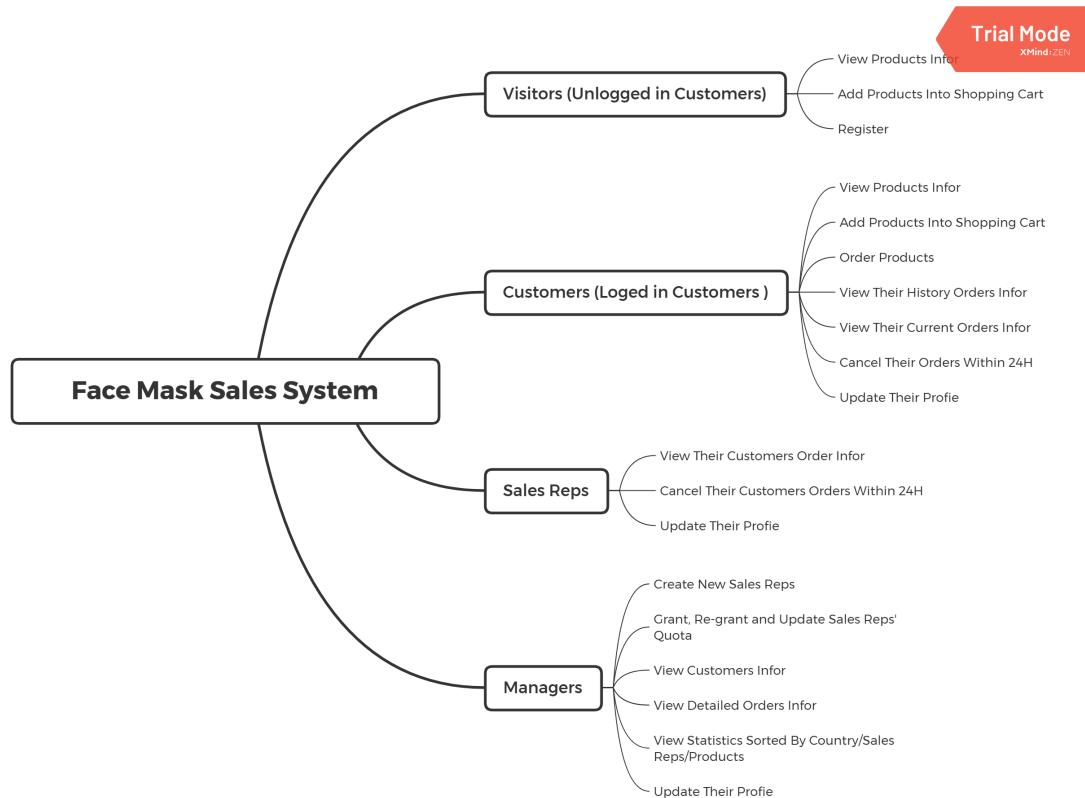 Trial Mode
XMind:ZEN
View Products Infor
Visitors (Unlogged in Customers)
Add Products Into Shopping Cart
Register
View Products Infor
Add Products Into Shopping Cart
Order Products
Customers (Loged in Customers )
View Their History Orders Infor
View Their Current Orders Infor
Cancel Their Orders Within 24H
Update Their Profie
Face Mask Sales System
View Their Customers Order Infor
Sales Reps
Cancel Their Customers Orders Within 24H
Update Their Profie
Create New Sales Reps
Grant, Re-grant and Update Sales Reps'
Quota
View Customers Infor
Managers
View Detailed Orders Infor
View Statistics Sorted By Country/Sales
Reps/Products
Update Their Profie